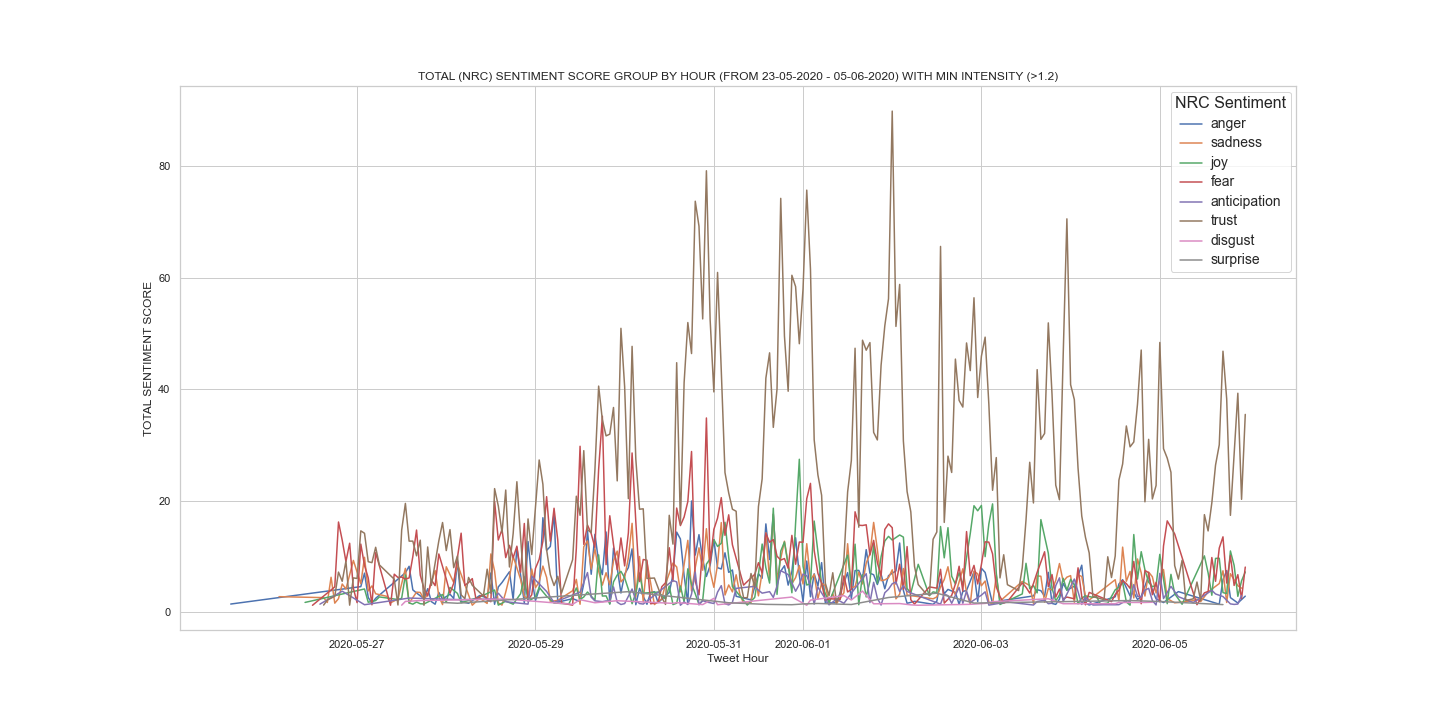 TOTAL (NRC) SENTIMENT SCORE GROUP BY HOUR (FROM 23-05-2020 - 05-06-2020) WITH MIN INTENSITY (>1.2)
NRC Sentiment
anger
sadness
joy
fear
anticipation
trust
disgust
surprise
TOTAL SENTIMENT SCORE
80
60
40
20
0
2020-05-27
2020-05-29
2020-05-31
2020-06-01
2020-06-03
2020-06-05
Tweet Hour